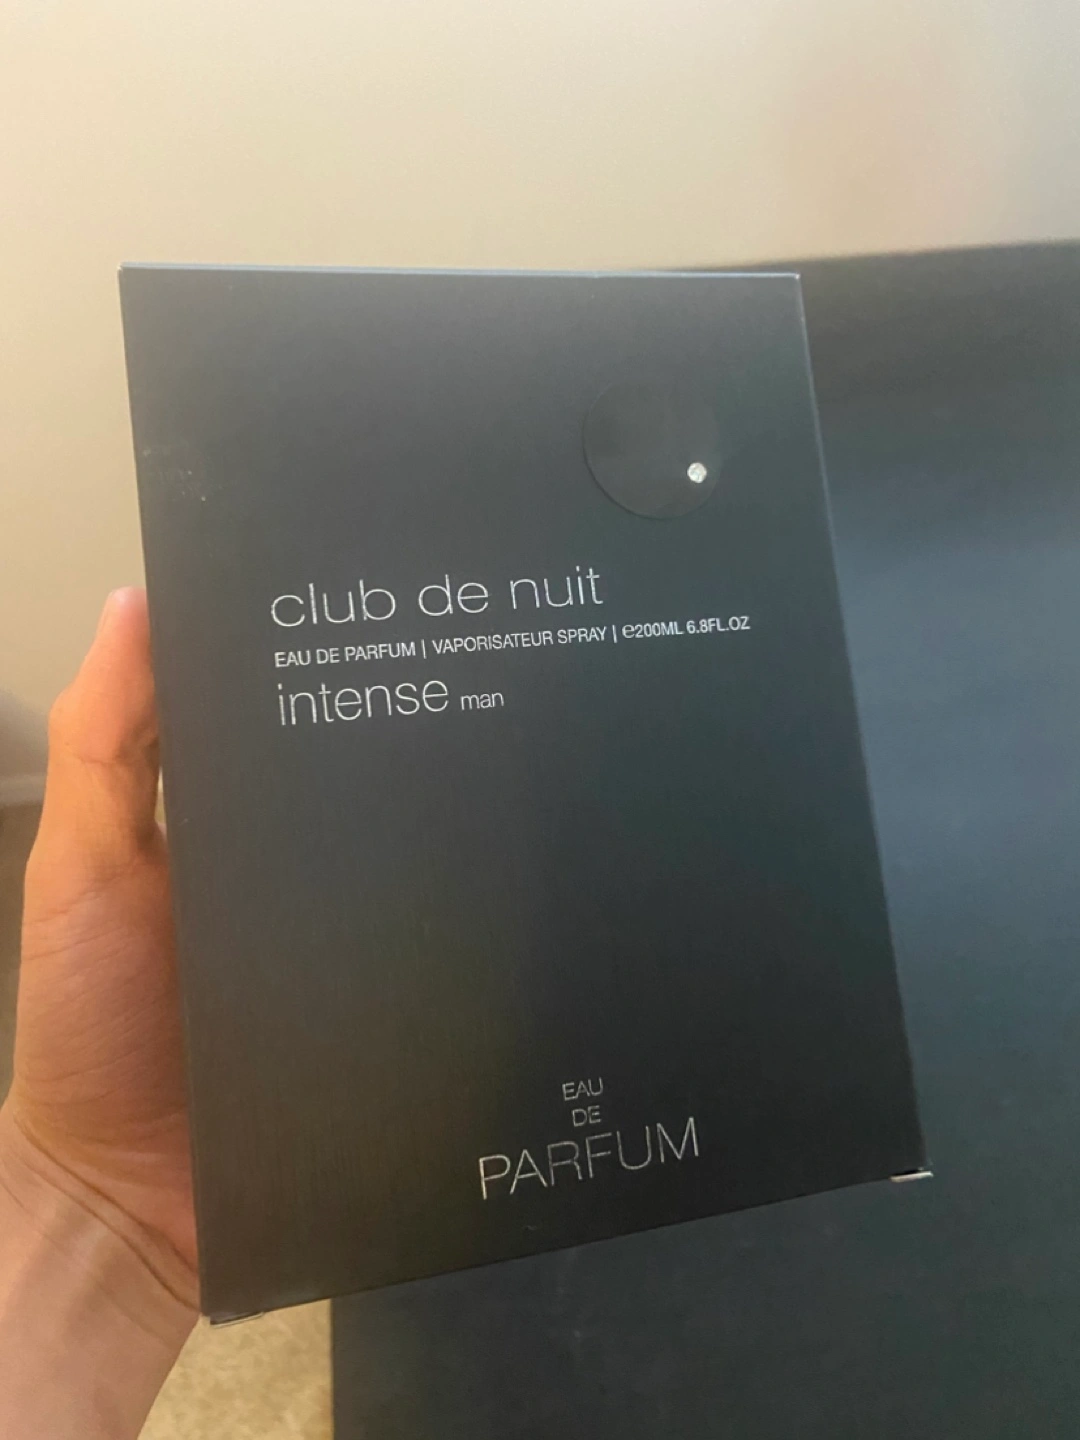 club de nuit
EAU DE PARFUM | VAPORISATEUR SPRAY | ℮200ML 6.8FL.OZ
intense man
EAU
DE
PARFUM